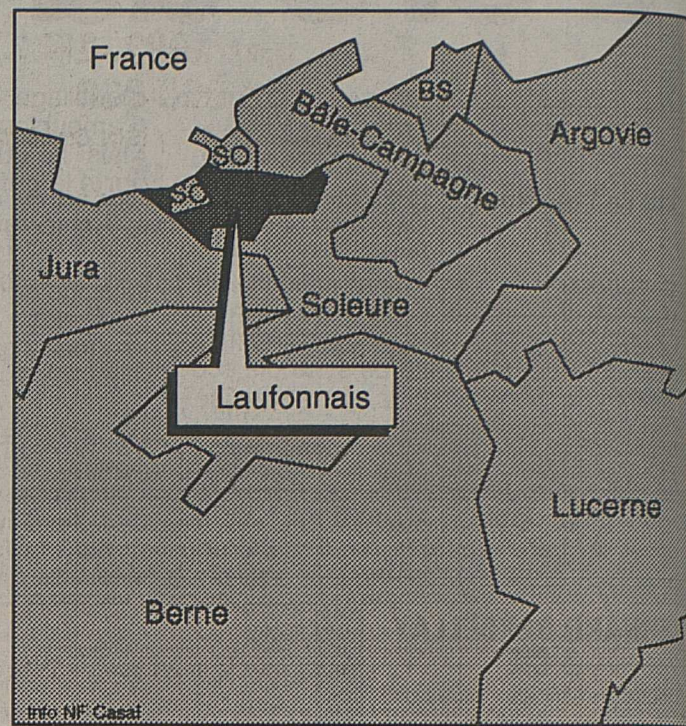 France
BS
Bâle-Campagne
Argovie
SO
SO
Jura
Soleure
Laufonnais
Lucerne
Berne
Info NF Casal